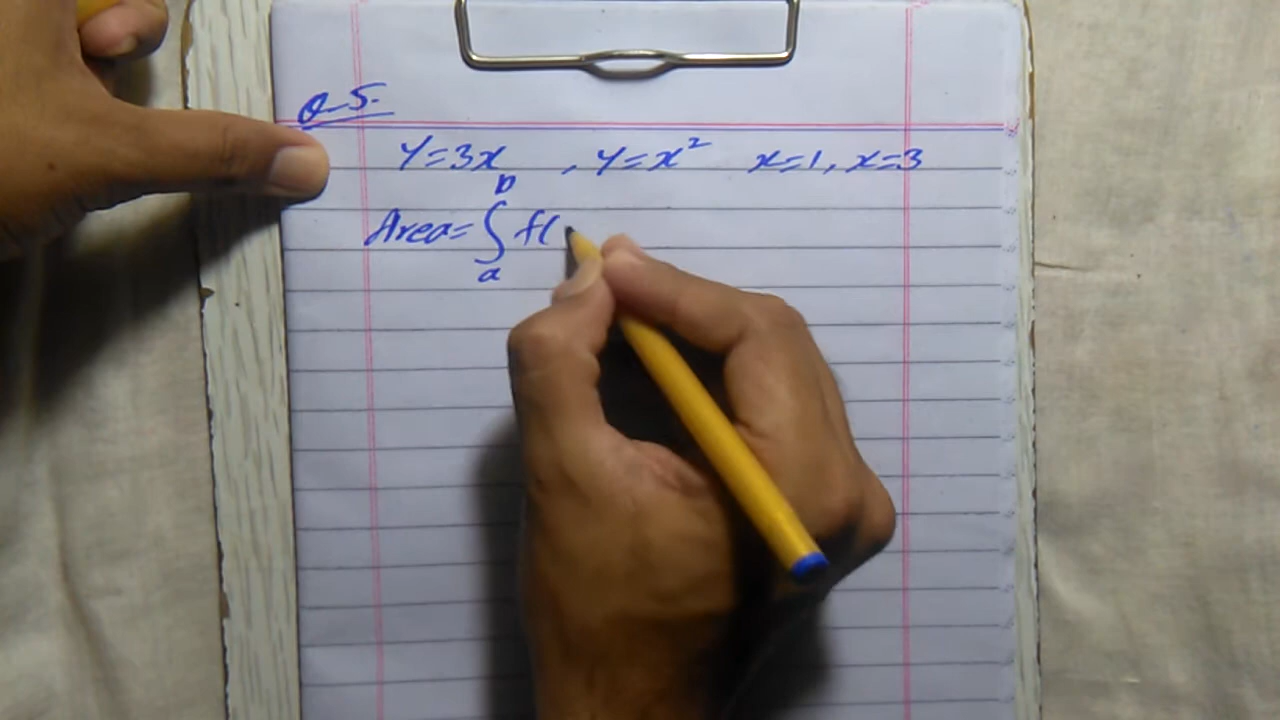 Q-5.
y=3x , y=x² x=1, x=3
Area= ∫ₐᵇ f(